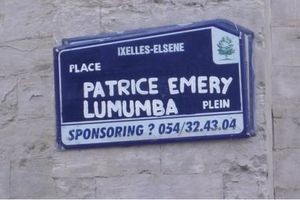 IXELLES-ELSENE
PLACE
PATRICE EMERY
LUMUMBA PLEIN
SPONSORING ? 054/32.43.04